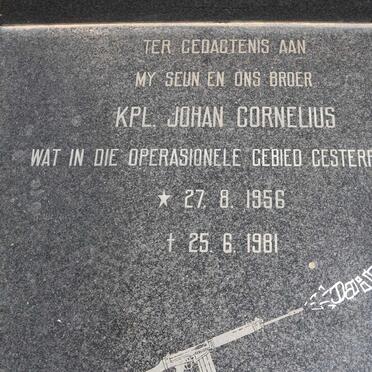 TER GEDAGTENIS AAN
MY SEUN EN ONS BROER
KPL. JOHAN CORNELIUS
WAT IN DIE OPERASIONELE GEBIED GESTERF
★ 27. 8. 1956
† 25. 6. 1981